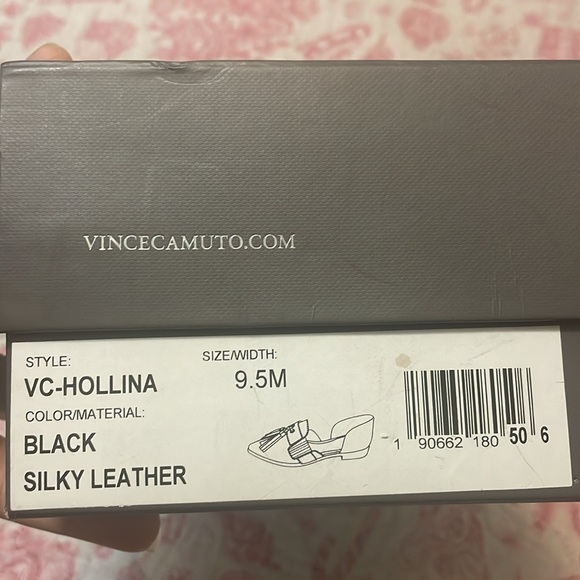 VINCECAMUTO.COM
STYLE: SIZE/WIDTH:
VC-HOLLINA 9.5M
COLOR/MATERIAL:
BLACK
SILKY LEATHER
1 90662 180 50 6